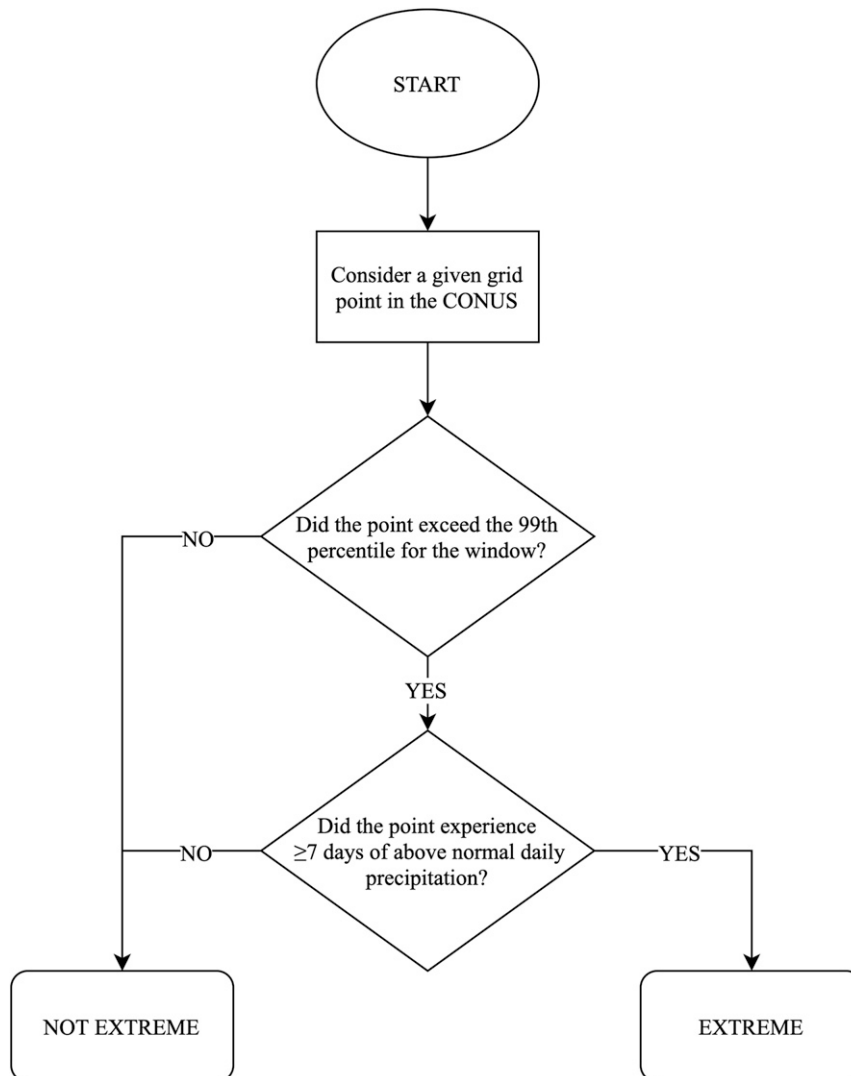 START
Consider a given grid
point in the CONUS
Did the point exceed the 99th
percentile for the window?
NO
YES
Did the point experience
≥7 days of above normal daily
precipitation?
NO
YES
NOT EXTREME
EXTREME